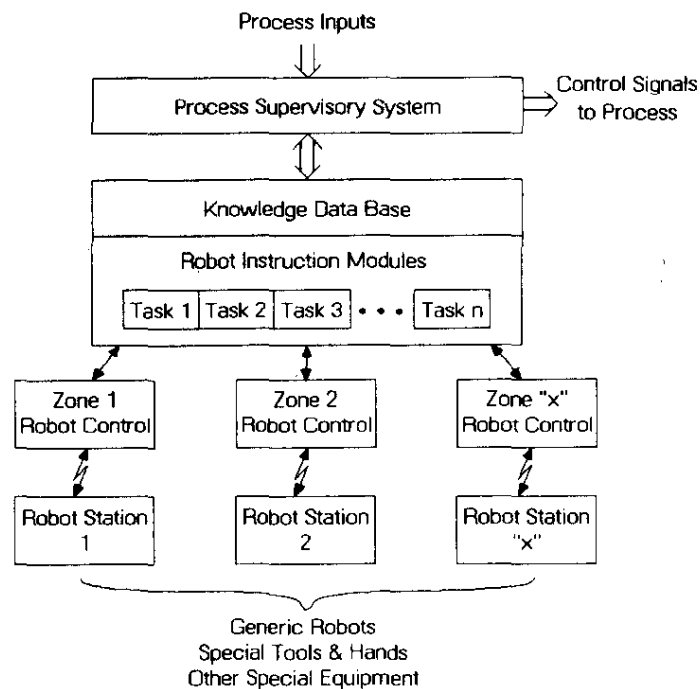 Process Inputs
Process Supervisory System
Control Signals
to Process
Knowledge Data Base
Robot Instruction Modules
Task 1 Task 2 Task 3 • • • Task n
Zone 1
Robot Control
Zone 2
Robot Control
Zone "x"
Robot Control
Robot Station
1
Robot Station
2
Robot Station
"x"
Generic Robots
Special Tools & Hands
Other Special Equipment